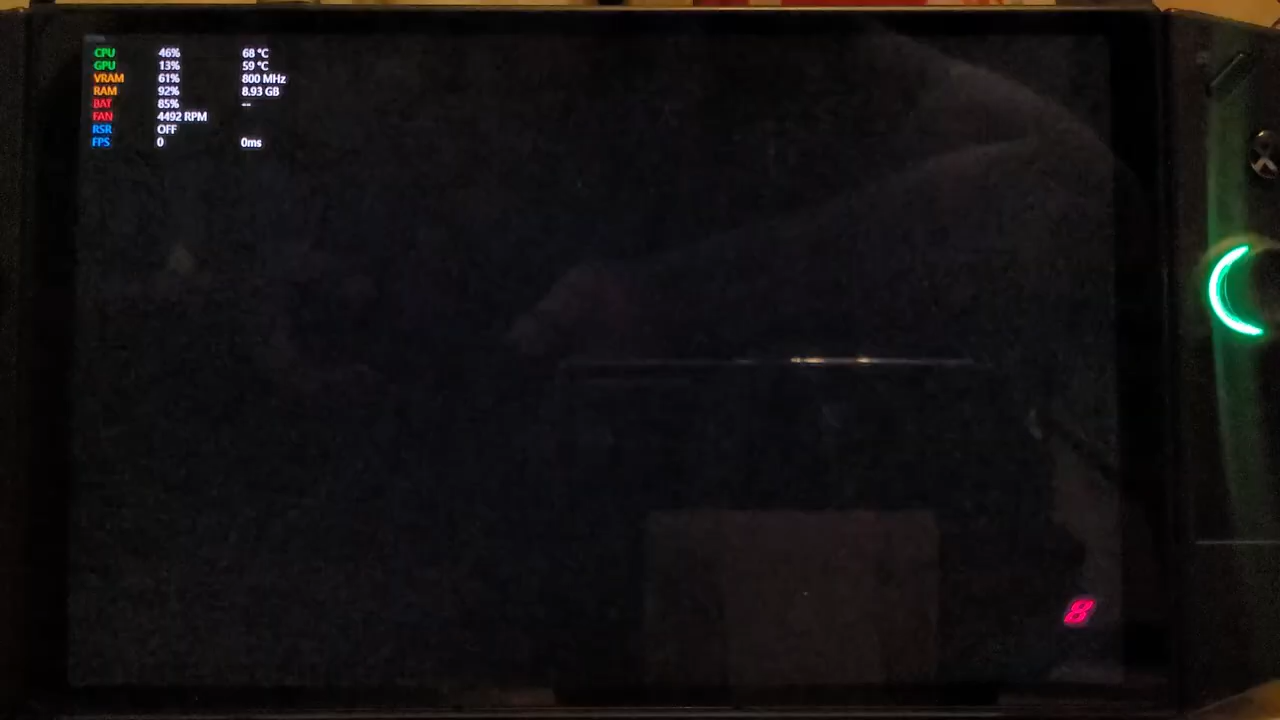 CPU 46% 68 °C
GPU 13% 59 °C
VRAM 61% 800 MHz
RAM 92% 8.93 GB
BAT 85% --
FAN 4492 RPM
RSR OFF
FPS 0 0ms
X
8